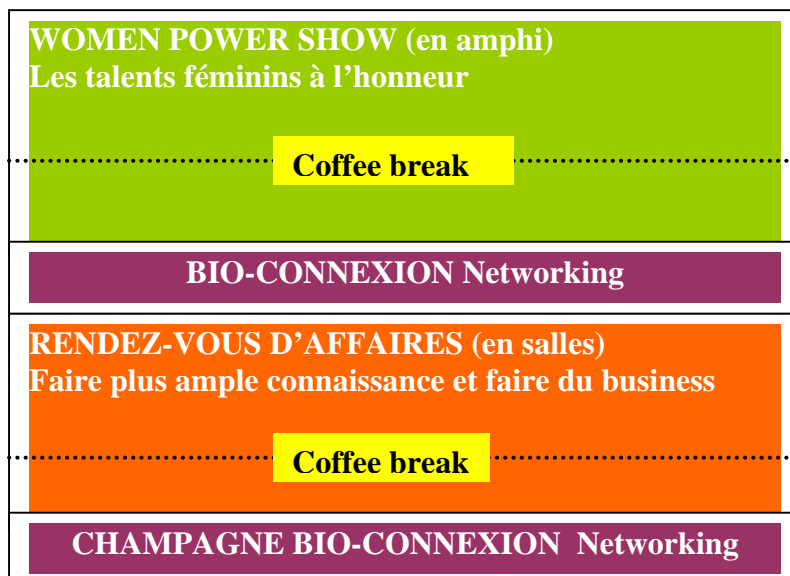 WOMEN POWER SHOW (en amphi)
Les talents féminins à l’honneur
Coffee break
BIO-CONNEXION Networking
RENDEZ-VOUS D’AFFAIRES (en salles)
Faire plus ample connaissance et faire du business
Coffee break
CHAMPAGNE BIO-CONNEXION Networking